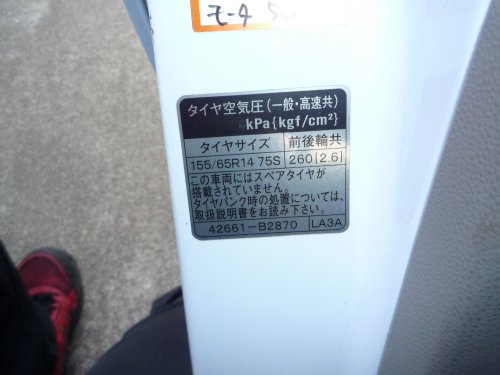 モ-4
タイヤ空気圧(一般・高速共)
kPa{kgf/cm²}
タイヤサイズ 前後輪共
155/65R14 75S 260{2.6}
この車両にはスペアタイヤが
搭載されていません。
タイヤパンク時の処置については、
取扱説明書をお読み下さい。
42661-B2870 LA3A